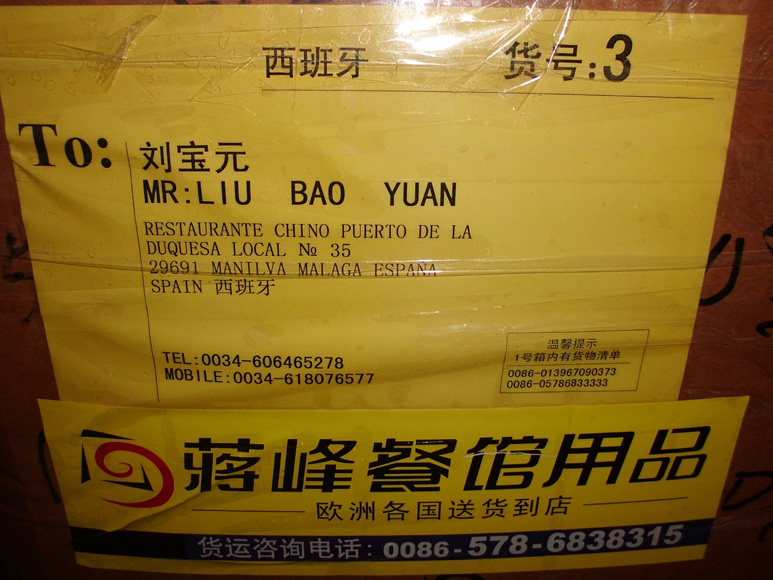 西班牙 货号:3
To: 刘宝元
MR:LIU BAO YUAN
RESTAURANTE CHINO PUERTO DE LA
DUQUESA LOCAL № 35
29691 MANILVA MALAGA ESPANA
SPAIN 西班牙
TEL:0034-606465278
MOBILE:0034-618076577
温馨提示
1号箱内有货物清单
0086-013967090373
0086-05786833333
蒋峰餐馆用品
欧洲各国送货到店
货运咨询电话:0086-578-6838315